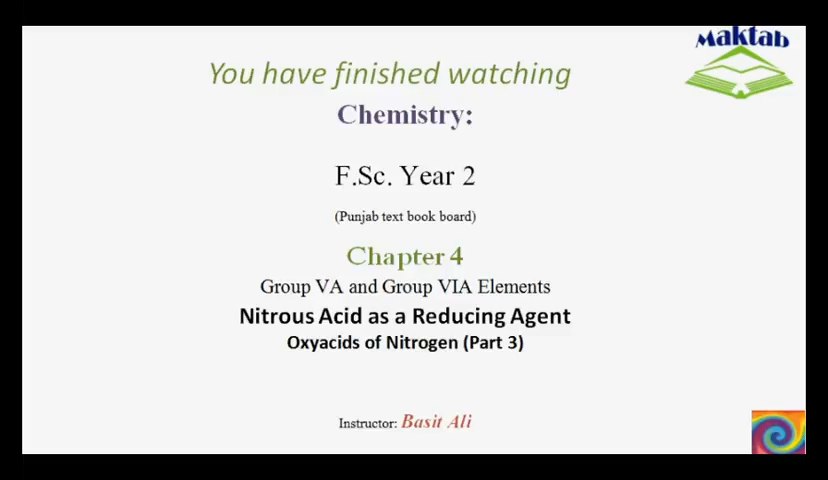 Maktab
You have finished watching
Chemistry:
F.Sc. Year 2
(Punjab text book board)
Chapter 4
Group VA and Group VIA Elements
Nitrous Acid as a Reducing Agent
Oxyacids of Nitrogen (Part 3)
Instructor: Basit Ali